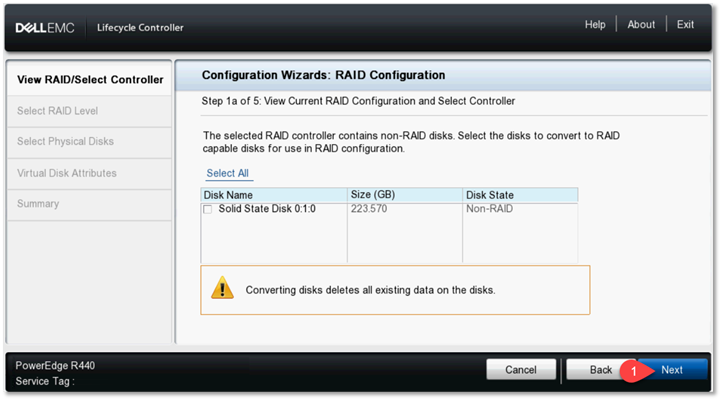 DELLEMC Lifecycle Controller Help About Exit
View RAID/Select Controller
Select RAID Level
Select Physical Disks
Virtual Disk Attributes
Summary
Configuration Wizards: RAID Configuration
Step 1a of 5: View Current RAID Configuration and Select Controller
The selected RAID controller contains non-RAID disks. Select the disks to convert to RAID
capable disks for use in RAID configuration.
Select All
Disk Name Size (GB) Disk State
Solid State Disk 0:1:0 223.570 Non-RAID
Converting disks deletes all existing data on the disks.
PowerEdge R440
Service Tag :
Cancel Back 1 Next